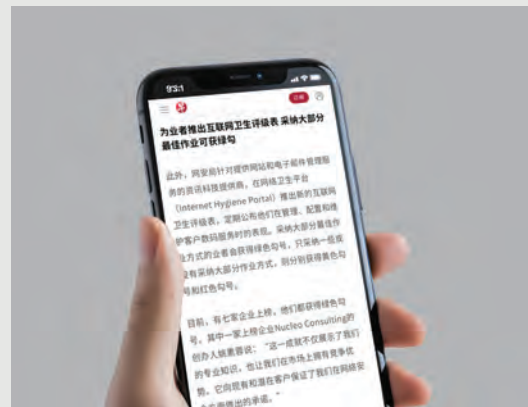 93:1
订阅
为业者推出互联网卫生评级表 采纳大部分
最佳作业可获绿勾
此外，网安局针对提供网站和电子邮件管理服
务的资讯科技提供商，在网络卫生平台
（Internet Hygiene Portal）推出新的互联网
卫生评级表，定期公布他们在管理、配置和维
护客户数码服务时的表现。采纳大部分最佳作
业方式的业者会获得绿色勾号，只采纳一些或
没有采纳大部分作业方式，则分别获得黄色勾
号和红色勾号。
目前，有七家企业上榜，他们都获得绿色勾
号，其中一家上榜企业Nucleo Consulting的
创办人姚素蓉说：“这一成就不仅展示了我们
的专业知识，也让我们在市场上拥有竞争优
势。它向现有和潜在客户保证了我们在网络安